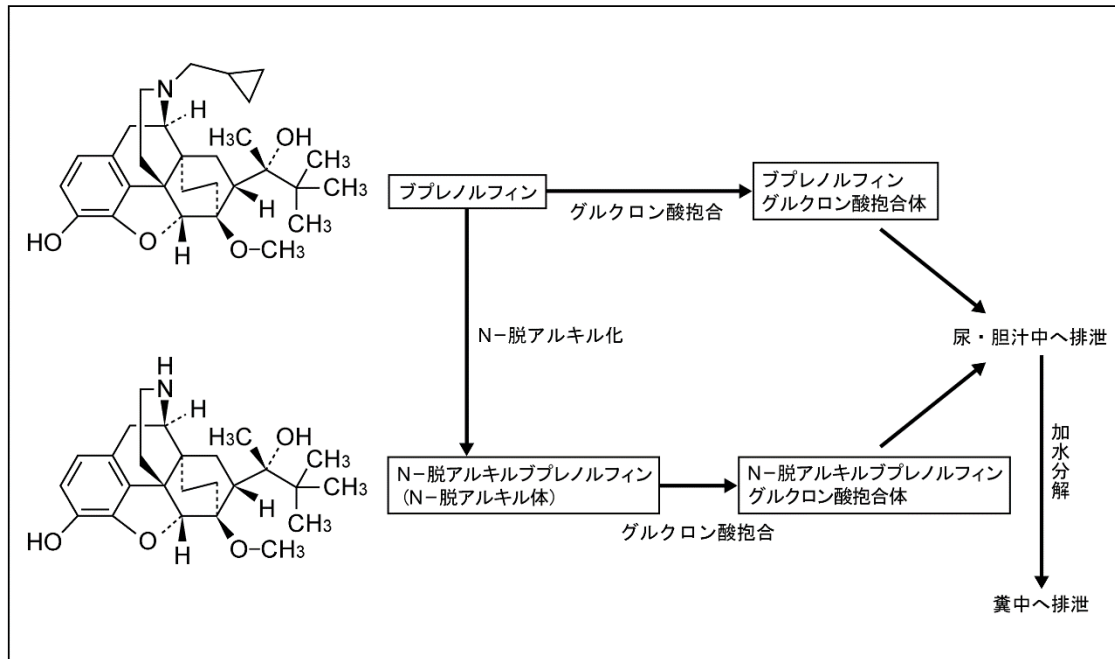 N
H
H3C
OH
CH3
CH3
CH3
H
HO
O
H
O−CH3
ブプレノルフィン
グルクロン酸抱合
ブプレノルフィン
グルクロン酸抱合体
N−脱アルキル化
尿・胆汁中へ排泄
H
N
H
H3C
OH
CH3
CH3
CH3
H
HO
O
H
O−CH3
N−脱アルキルブプレノルフィン
(N−脱アルキル体)
グルクロン酸抱合
N−脱アルキルブプレノルフィン
グルクロン酸抱合体
加水分解
糞中へ排泄